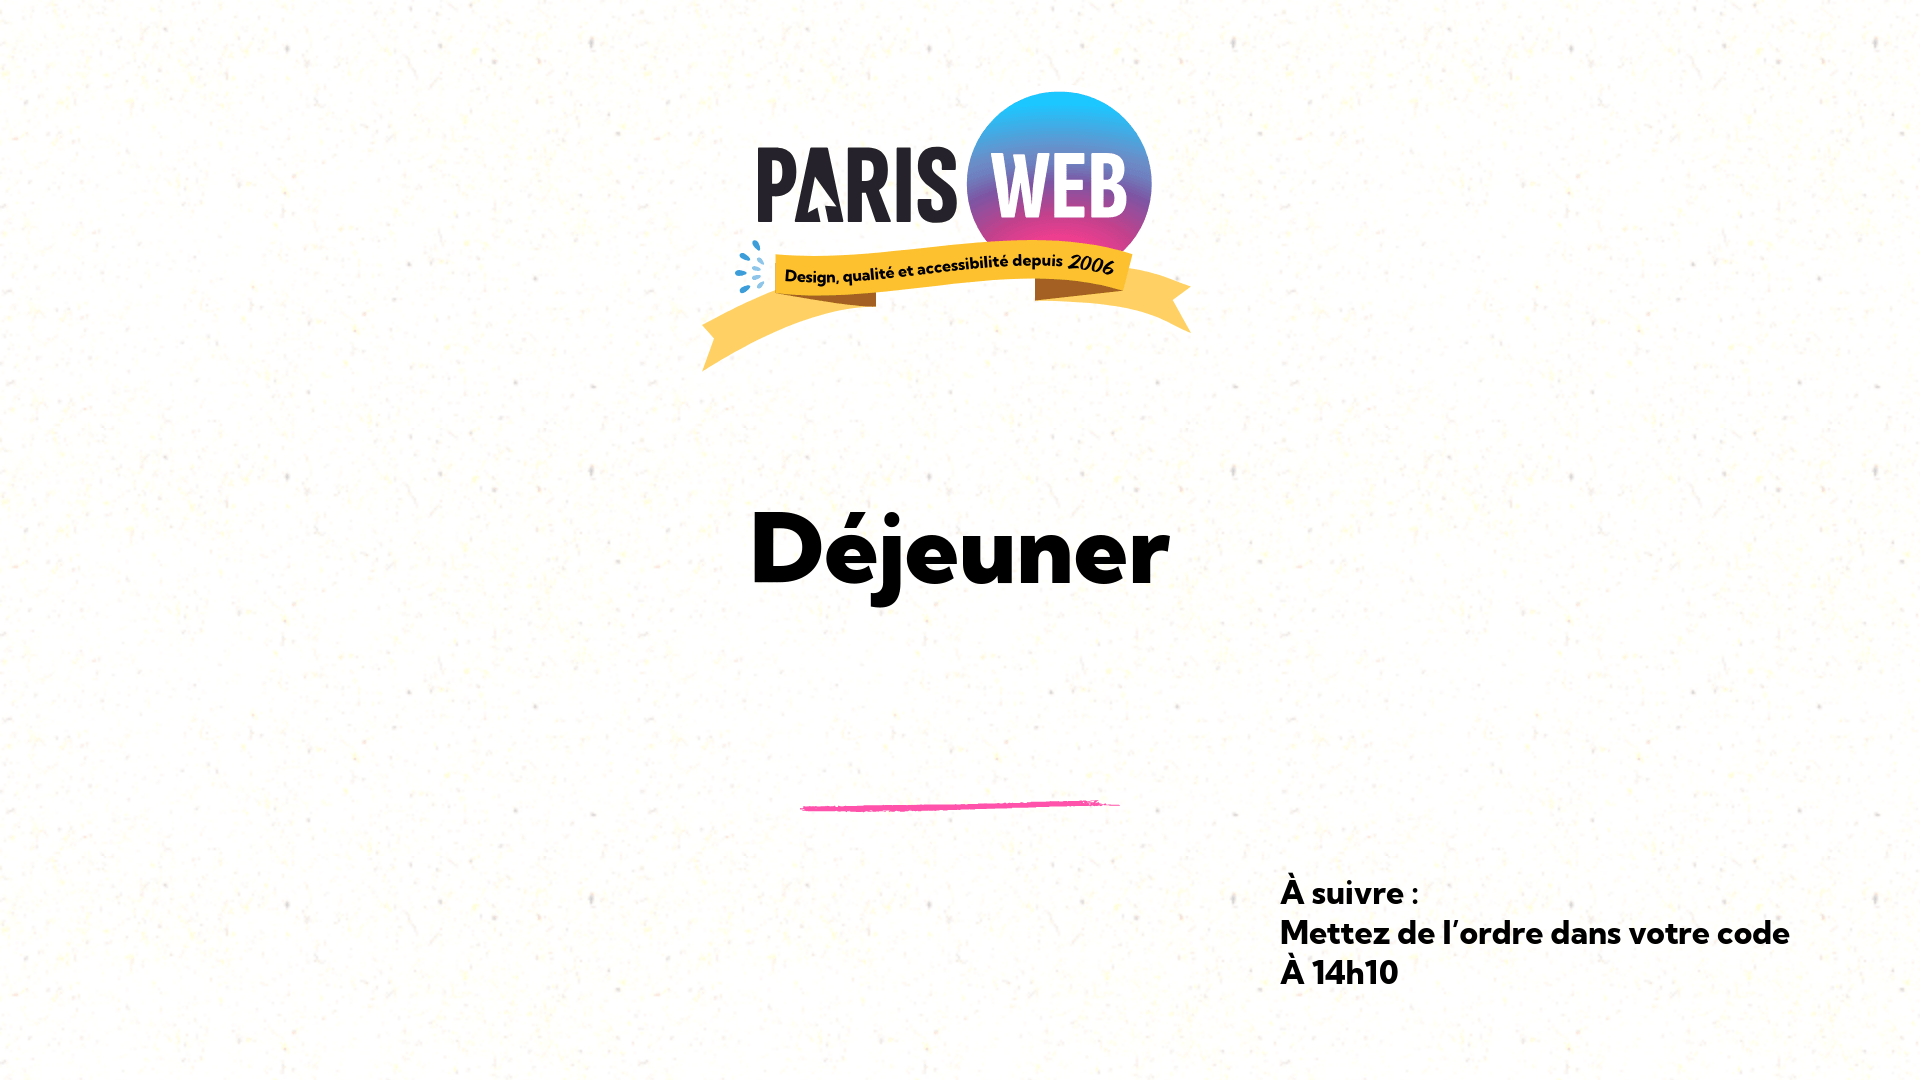 PARIS WEB
Design, qualité et accessibilité depuis 2006
Déjeuner
À suivre :
Mettez de l’ordre dans votre code
À 14h10